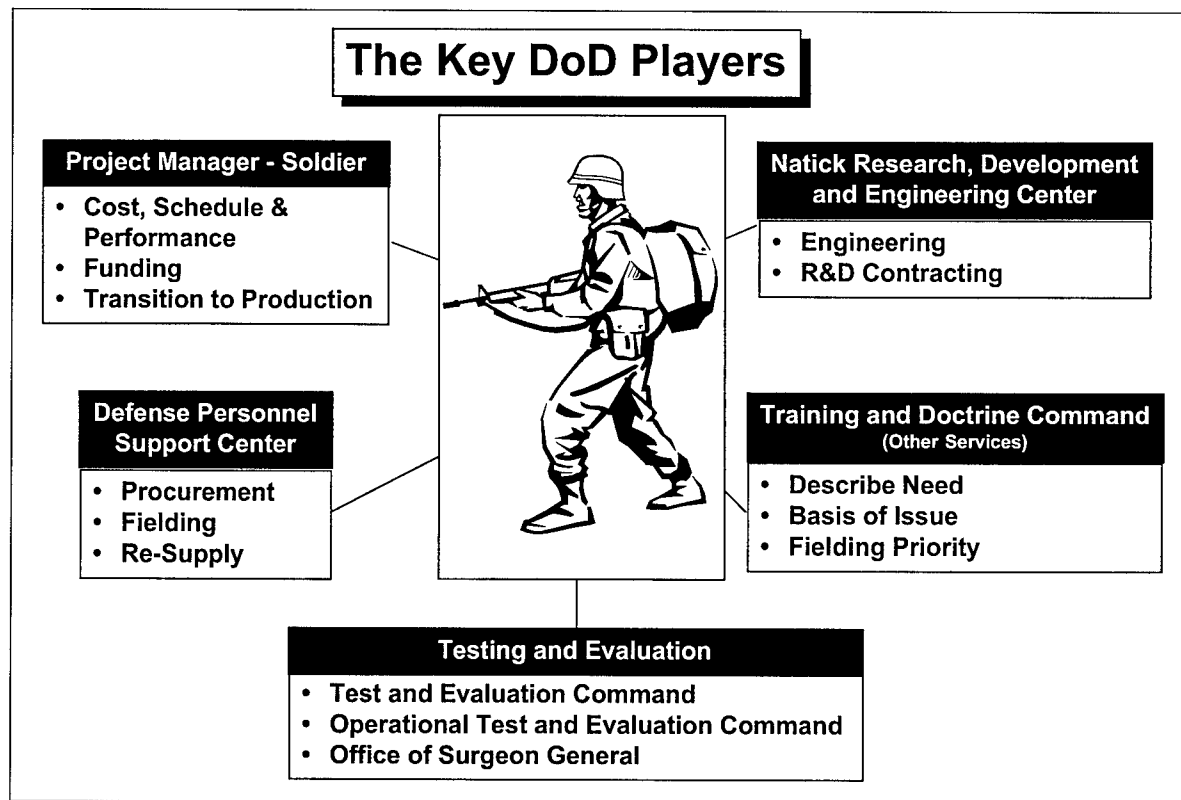 The Key DoD Players
Project Manager - Soldier
• Cost, Schedule &
Performance
• Funding
• Transition to Production
Natick Research, Development
and Engineering Center
• Engineering
• R&D Contracting
Defense Personnel
Support Center
• Procurement
• Fielding
• Re-Supply
Training and Doctrine Command
(Other Services)
• Describe Need
• Basis of Issue
• Fielding Priority
Testing and Evaluation
• Test and Evaluation Command
• Operational Test and Evaluation Command
• Office of Surgeon General